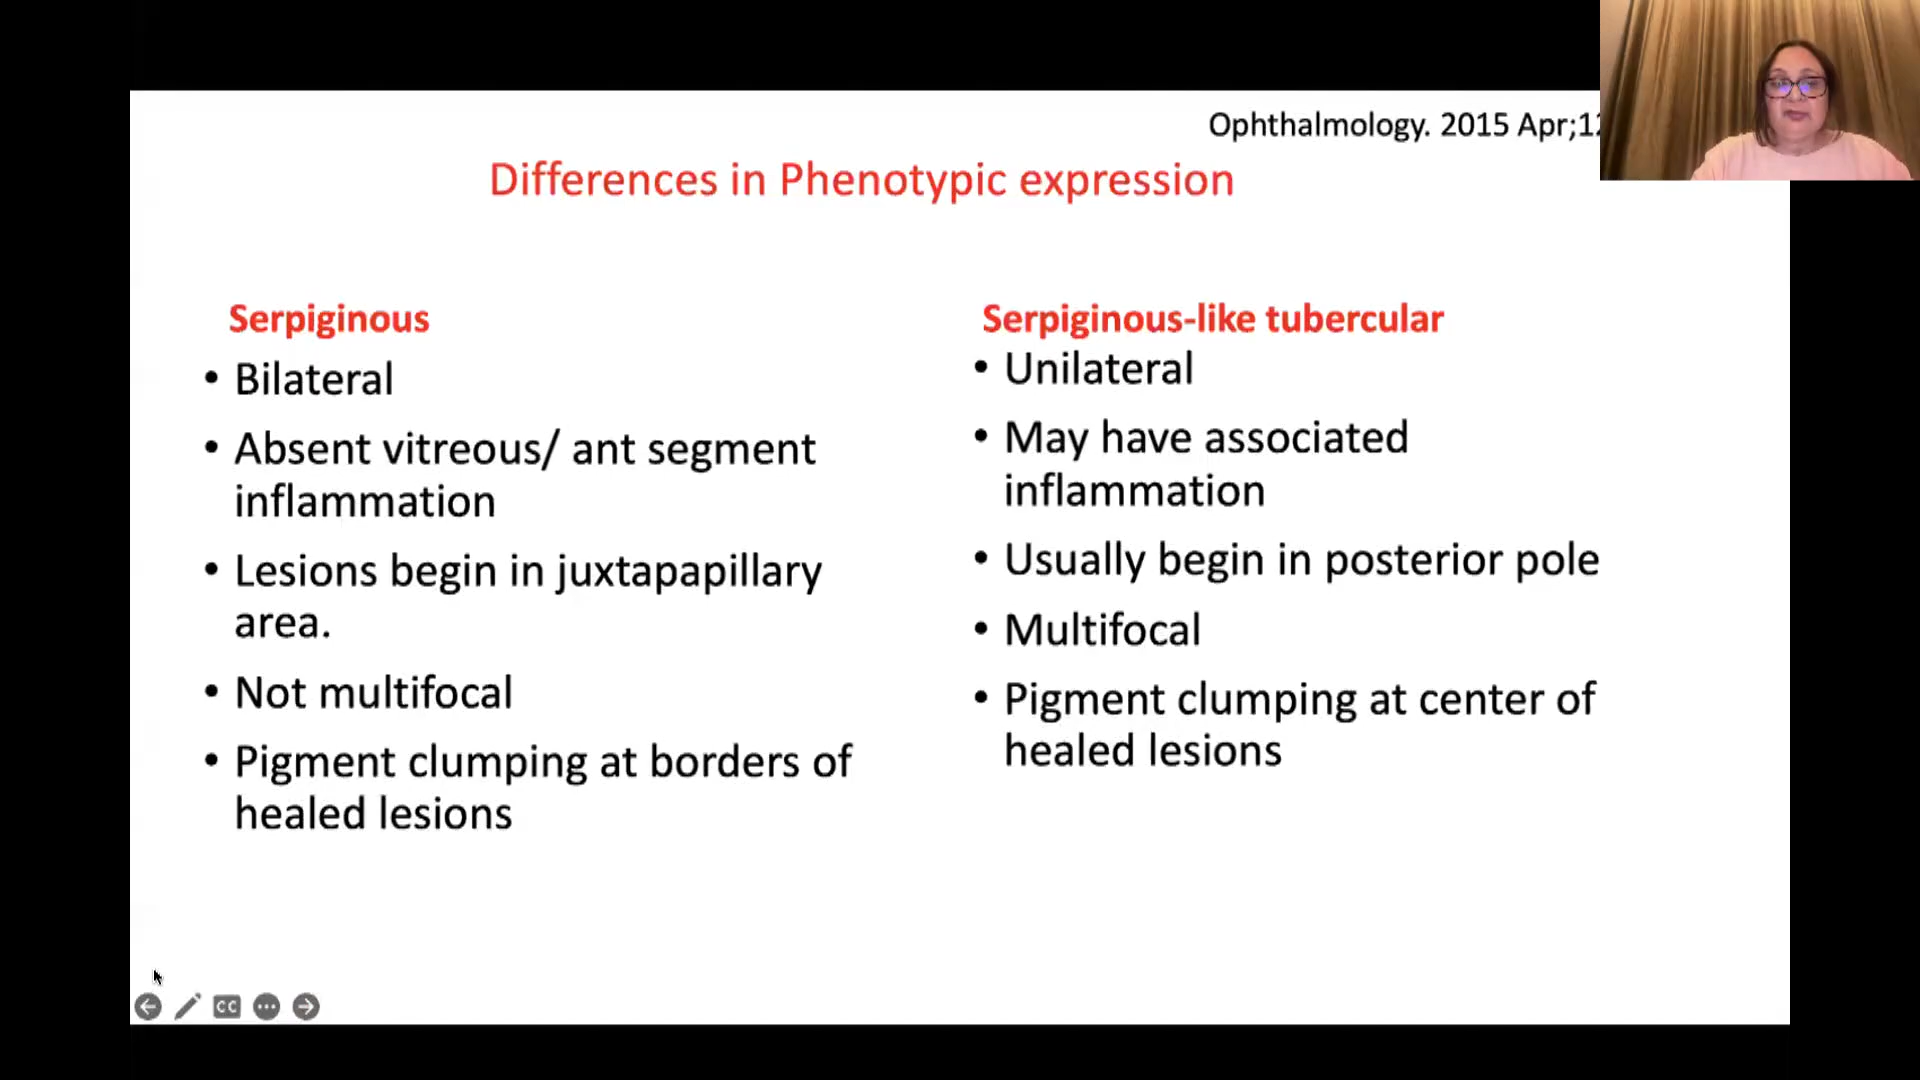 Ophthalmology. 2015 Apr;12
Differences in Phenotypic expression
Serpiginous
• Bilateral
• Absent vitreous/ ant segment
inflammation
• Lesions begin in juxtapapillary
area.
• Not multifocal
• Pigment clumping at borders of
healed lesions
Serpiginous-like tubercular
• Unilateral
• May have associated
inflammation
• Usually begin in posterior pole
• Multifocal
• Pigment clumping at center of
healed lesions
CC